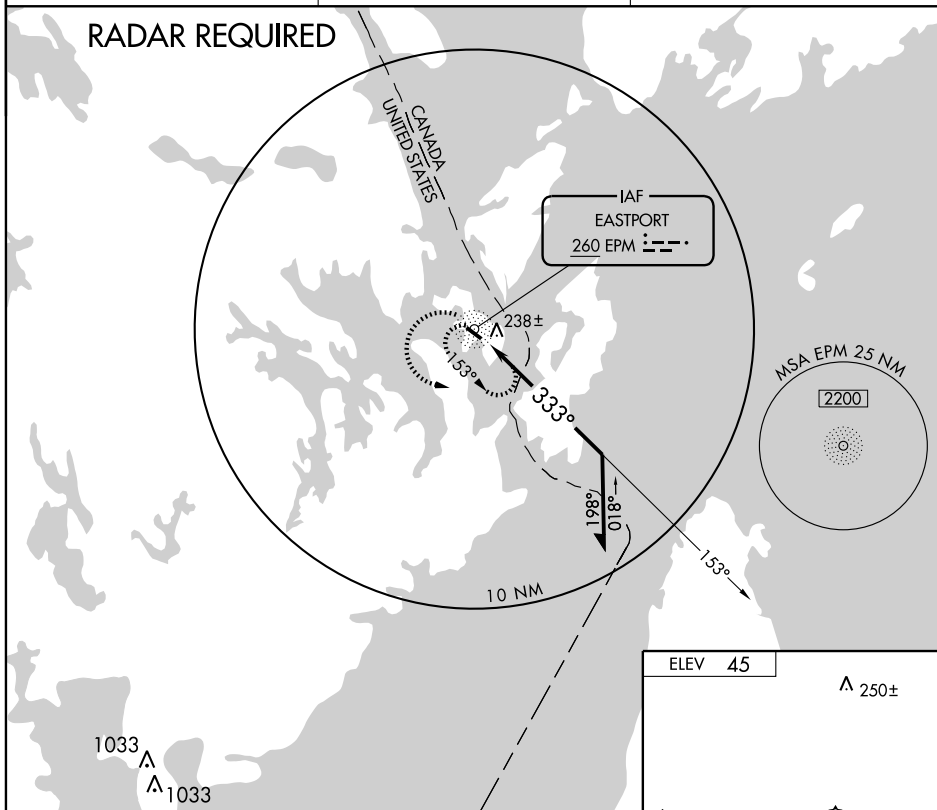 RADAR REQUIRED
CANADA
UNITED STATES
IAF
EASTPORT
260 EPM
238±
153°
333°
MSA EPM 25 NM
2200
198°
018°
153°
10 NM
ELEV 45
250±
1033
1033